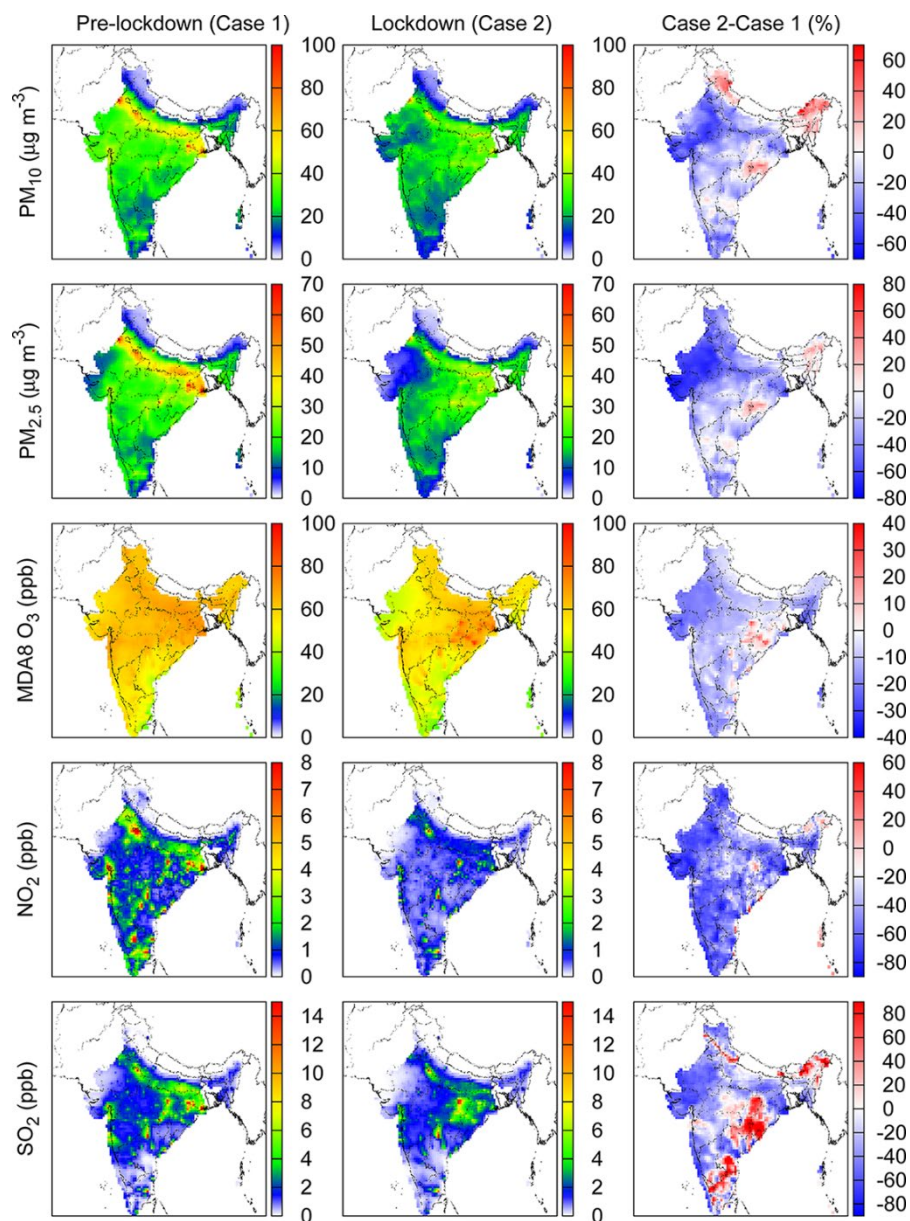 Pre-lockdown (Case 1) Lockdown (Case 2) Case 2-Case 1 (%)
PM₁₀ (μg m⁻³)
100 100 60
80 80 40
60 60 20
40 40 0
20 20 -20
0 0 -40
-60
PM₂.₅ (μg m⁻³)
70 70 80
60 60 60
50 50 40
40 40 20
30 30 0
20 20 -20
10 10 -40
0 0 -60
-80
MDA8 O₃ (ppb)
100 100 40
80 80 30
60 60 20
40 40 10
20 20 0
0 0 -10
-20
-30
-40
NO₂ (ppb)
8 8 60
7 7 40
6 6 20
5 5 0
4 4 -20
3 3 -40
2 2 -60
1 1 -80
0 0
SO₂ (ppb)
14 14 80
12 12 60
10 10 40
8 8 20
6 6 0
4 4 -20
2 2 -40
0 0 -60
-80